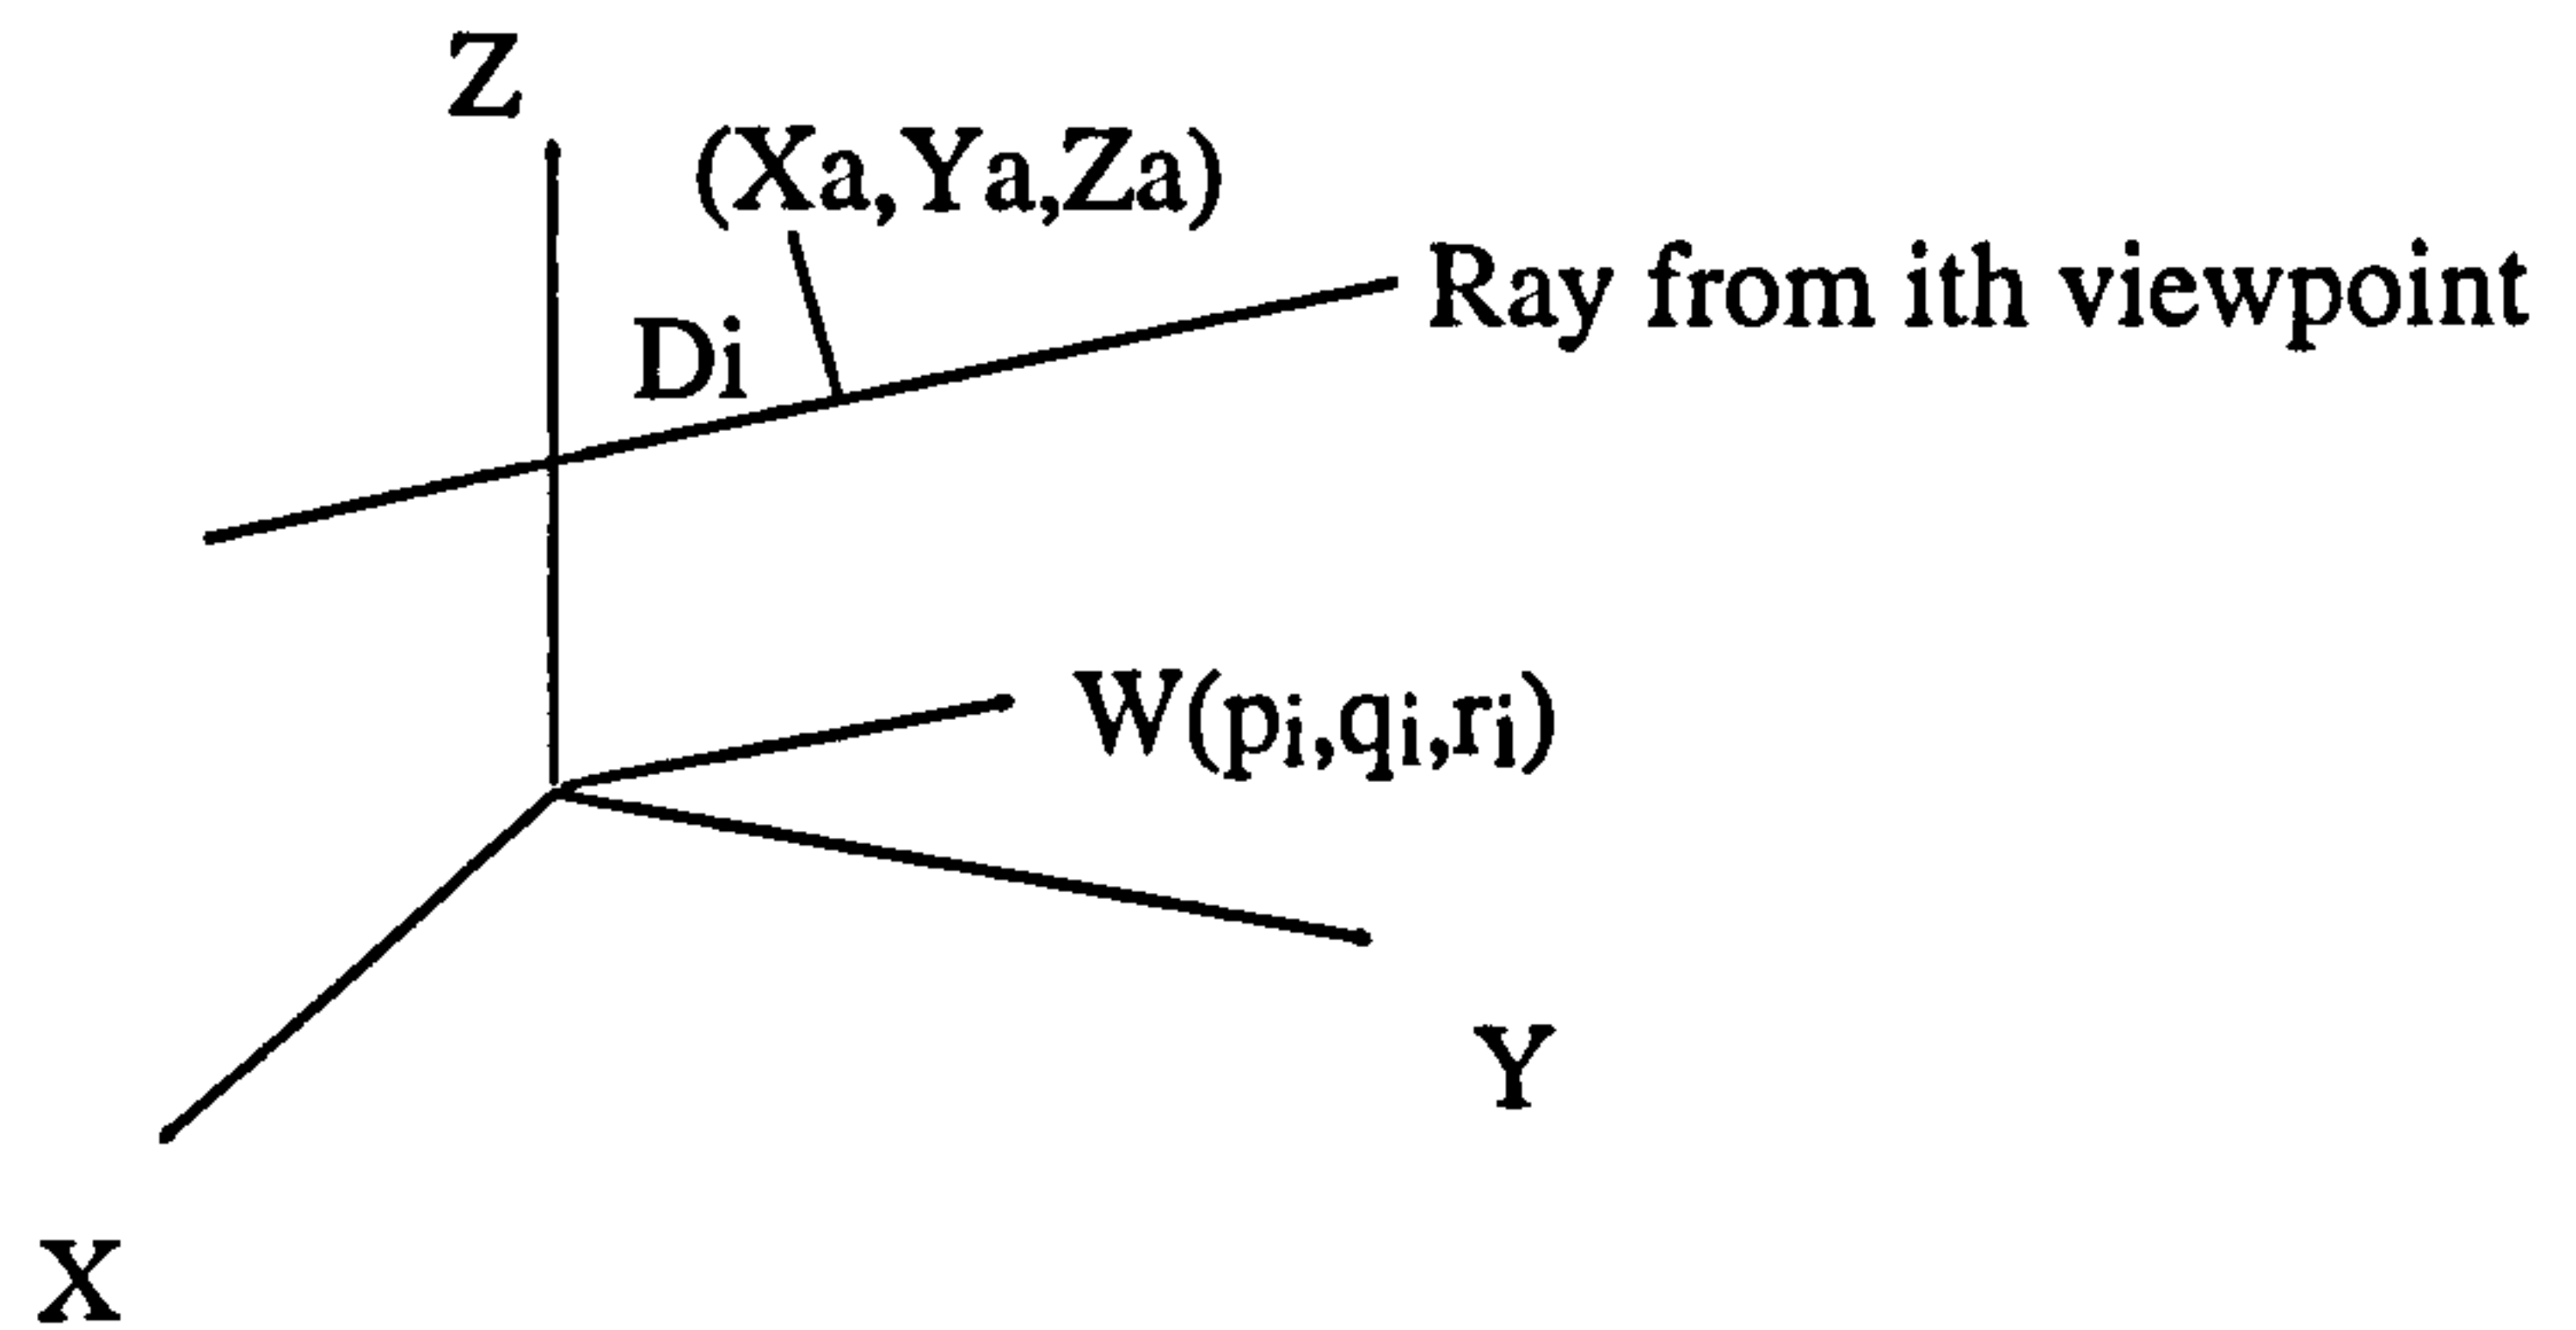 Z
(Xa,Ya,Za)
Ray from ith viewpoint
Di
W(pi,qi,ri)
Y
X